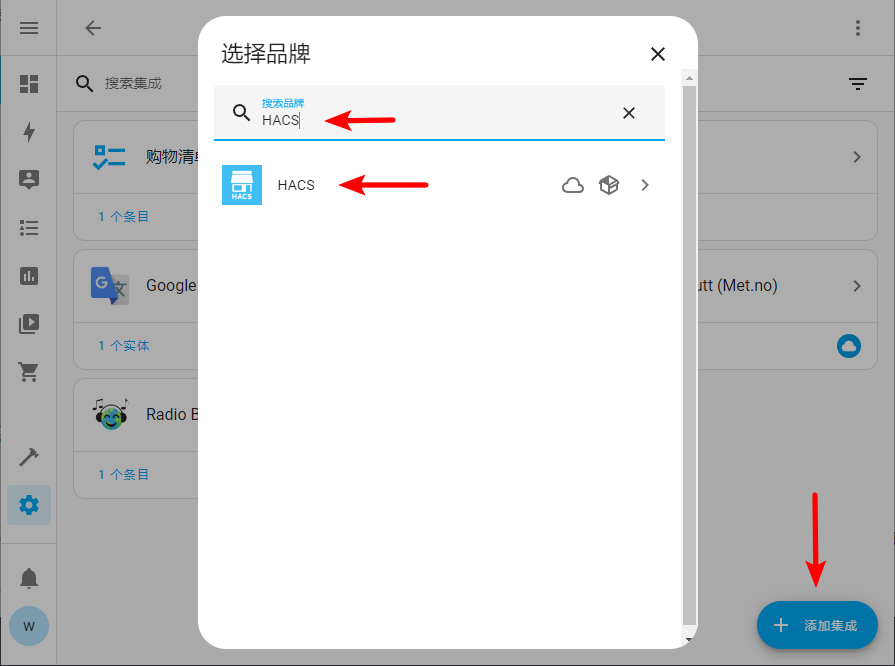 选择品牌
搜索集成
搜索品牌
HACS
购物清单
HACS
HACS
1 个条目
Google
utt (Met.no)
1 个实体
Radio B
1 个条目
添加集成
W